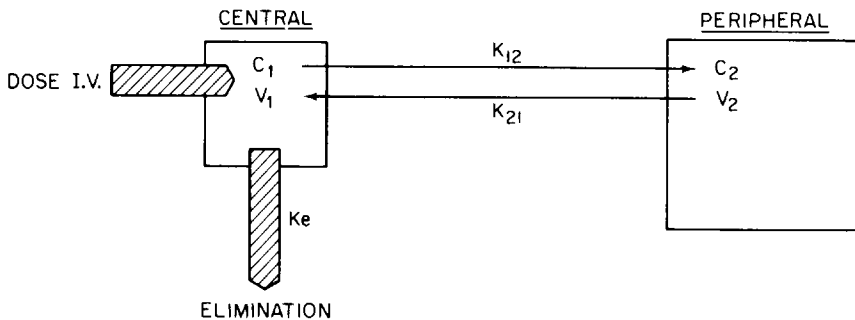 CENTRAL
PERIPHERAL
K12
C1
C2
DOSE I.V.
V1
V2
K21
Ke
ELIMINATION